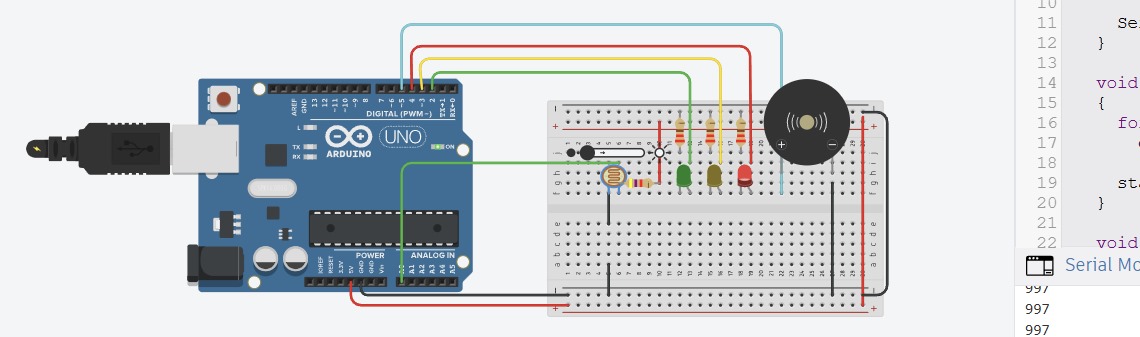 AREF
GND
13
12
~11
~10
~9
8
7
~6
~5
4
~3
2
TX→1
RX←0
DIGITAL (PWM~)
L
TX
RX
ARDUINO
UNO
ON
IOREF
RESET
3.3V
5V
GND
GND
Vin
POWER
ANALOG IN
A1
A2
A3
A4
A5
10
11 Se
12 }
13
14 void
15 {
16 fo
17
18
19 sta
20 }
21
22 void
Serial Mo
997
997
997